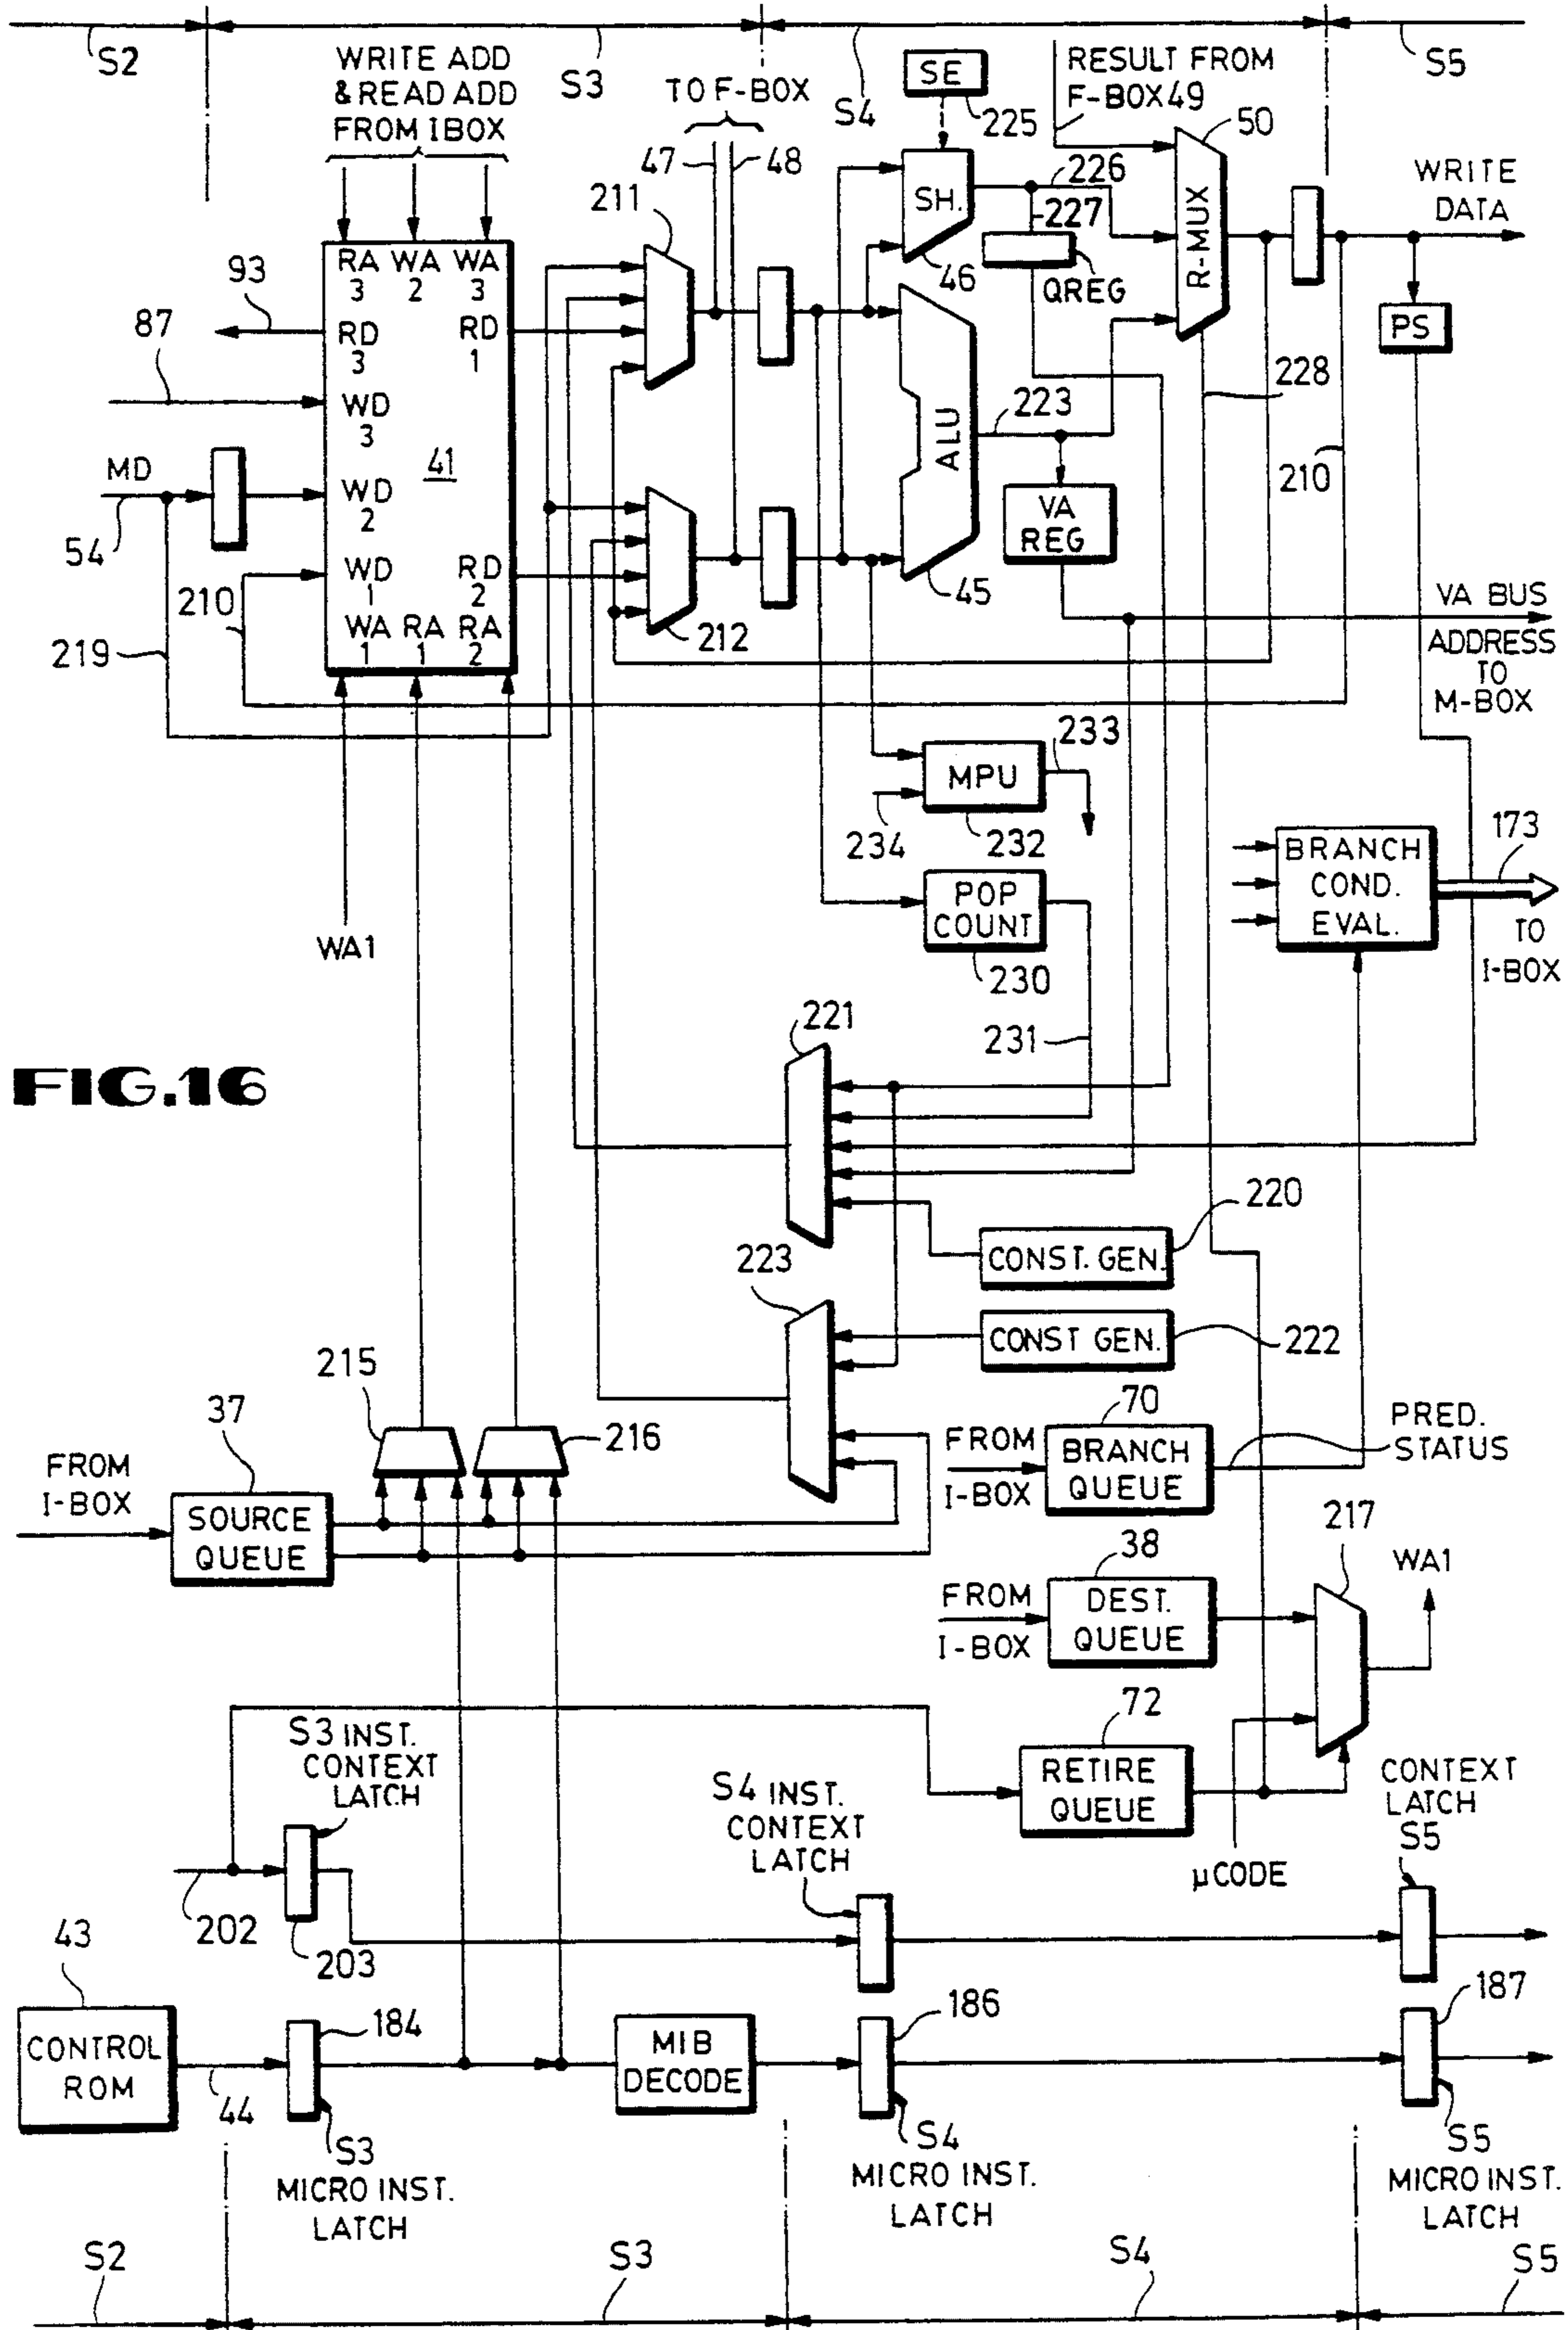 S2
S3
S4
S5
WRITE ADD
& READ ADD
FROM IBOX
TO F-BOX
47
48
SE
225
RESULT FROM
F-BOX49
50
WRITE
DATA
211
SH.
46
226
227
QREG
R-MUX
PS
93
87
RA WA WA
3 2 3
RD RD
3 1
WD
3
41
WD
2
WD RD
1 2
WA RA RA
1 1 2
MD
54
210
219
212
ALU
45
223
VA
REG
228
210
VA BUS
ADDRESS
TO
M-BOX
MPU
232
233
234
POP
COUNT
230
231
BRANCH
COND.
EVAL.
173
TO
I-BOX
WA1
FIG.16
221
CONST. GEN.
220
223
CONST GEN.
222
215
216
37
FROM
I-BOX
SOURCE
QUEUE
70
FROM
I-BOX
BRANCH
QUEUE
PRED.
STATUS
38
FROM
I-BOX
DEST.
QUEUE
217
WA1
72
RETIRE
QUEUE
µCODE
S3 INST.
CONTEXT
LATCH
202
203
S4 INST.
CONTEXT
LATCH
CONTEXT
LATCH
S5
43
CONTROL
ROM
44
184
S3
MICRO INST.
LATCH
MIB
DECODE
186
S4
MICRO INST.
LATCH
187
S5
MICRO INST.
LATCH
S2
S3
S4
S5